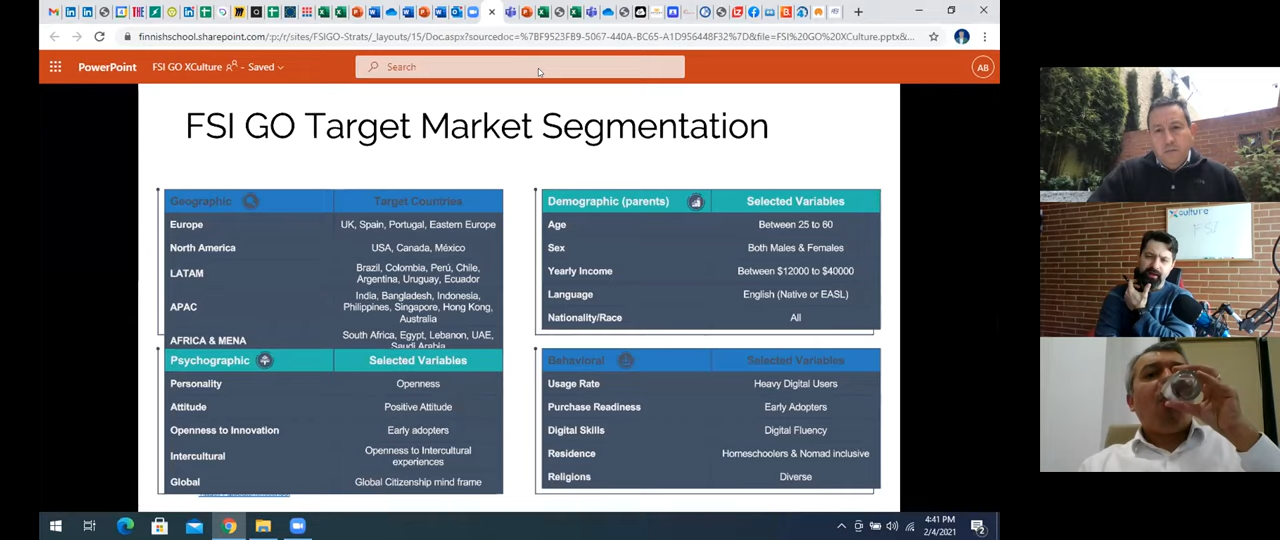 finnishschool.sharepoint.com/:p:/r/sites/FSIGO-Strats/_layouts/15/Doc.aspx?sourcedoc=%7BF9523FB9-5067-440A-BC65-A1D956448F32%7D&file=FSI%20GO%20XCulture.pptx&...
PowerPoint
FSI GO XCulture
- Saved
Search
AB
FSI GO Target Market Segmentation
Geographic Target Countries
Europe UK, Spain, Portugal, Eastern Europe
North America USA, Canada, México
LATAM Brazil, Colombia, Perú, Chile,
Argentina, Uruguay, Ecuador
APAC India, Bangladesh, Indonesia,
Philippines, Singapore, Hong Kong,
Australia
AFRICA & MENA South Africa, Egypt, Lebanon, UAE,
Saudi Arabia
Demographic (parents) Selected Variables
Age Between 25 to 60
Sex Both Males & Females
Yearly Income Between $12000 to $40000
Language English (Native or EASL)
Nationality/Race All
Psychographic Selected Variables
Personality Openness
Attitude Positive Attitude
Openness to Innovation Early adopters
Intercultural Openness to Intercultural
experiences
Global Global Citizenship mind frame
Behavioral Selected Variables
Usage Rate Heavy Digital Users
Purchase Readiness Early Adopters
Digital Skills Digital Fluency
Residence Homeschoolers & Nomad inclusive
Religions Diverse
culture
FSI
4:41 PM
2/4/2021
2